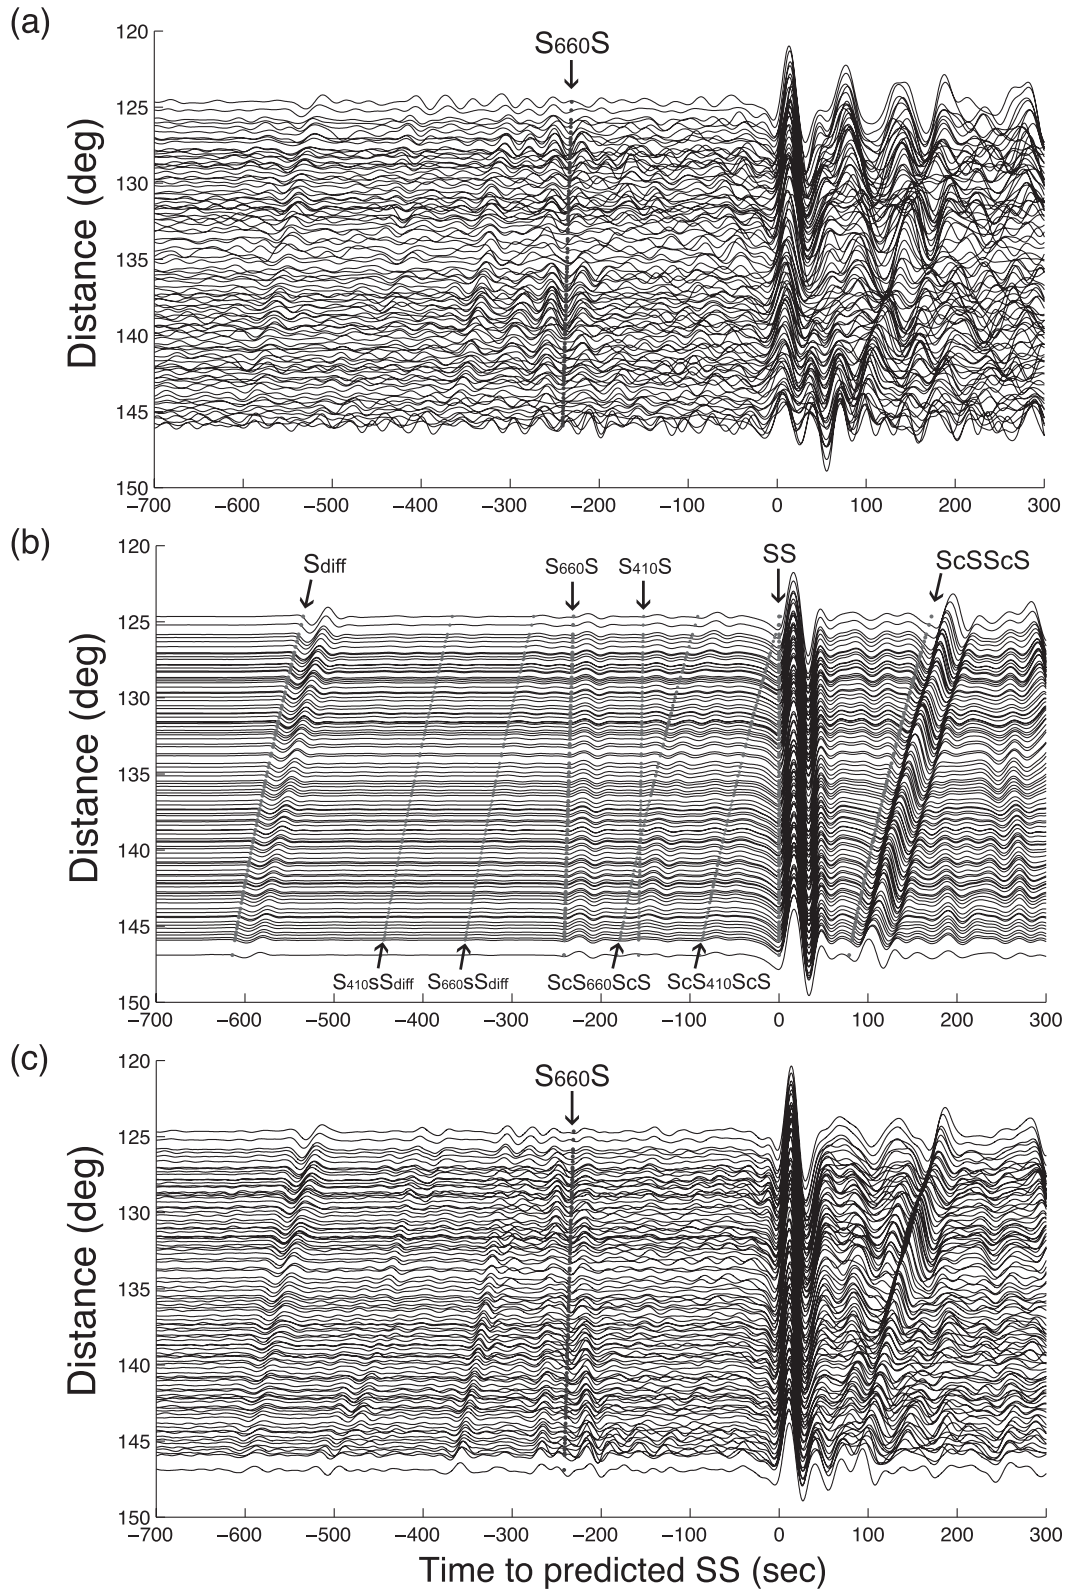 (a)
S660S
120
125
130
135
140
145
150
Distance (deg)
−700 −600 −500 −400 −300 −200 −100 0 100 200 300
(b)
Sdiff
S660S
S410S
SS
ScSScS
120
125
130
135
140
145
150
Distance (deg)
S410sSdiff
S660sSdiff
ScS660ScS
ScS410ScS
−700 −600 −500 −400 −300 −200 −100 0 100 200 300
(c)
S660S
120
125
130
135
140
145
150
Distance (deg)
−700 −600 −500 −400 −300 −200 −100 0 100 200 300
Time to predicted SS (sec)